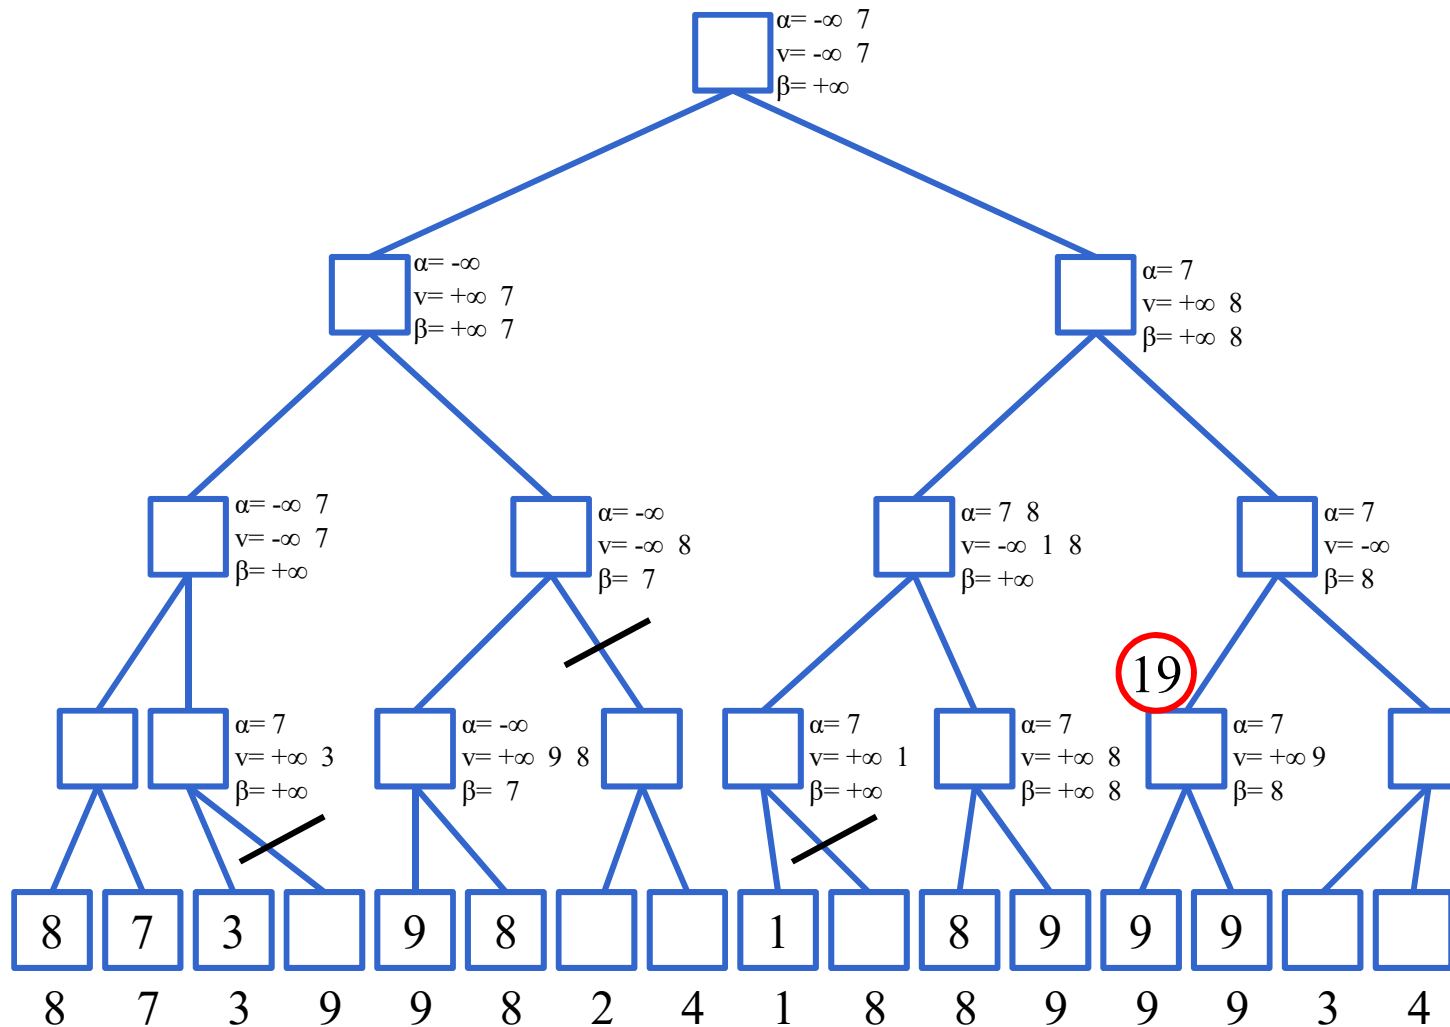 α= -∞ 7
v= -∞ 7
β= +∞
α= -∞
v= +∞ 7
β= +∞ 7
α= 7
v= +∞ 8
β= +∞ 8
α= -∞ 7
v= -∞ 7
β= +∞
α= -∞
v= -∞ 8
β= 7
α= 7 8
v= -∞ 1 8
β= +∞
α= 7
v= -∞
β= 8
19
α= 7
v= +∞ 3
β= +∞
α= -∞
v= +∞ 9 8
β= 7
α= 7
v= +∞ 1
β= +∞
α= 7
v= +∞ 8
β= +∞ 8
α= 7
v= +∞ 9
β= 8
8 7 3 9 8 1 8 9 9 9
8 7 3 9 9 8 2 4 1 8 8 9 9 9 3 4